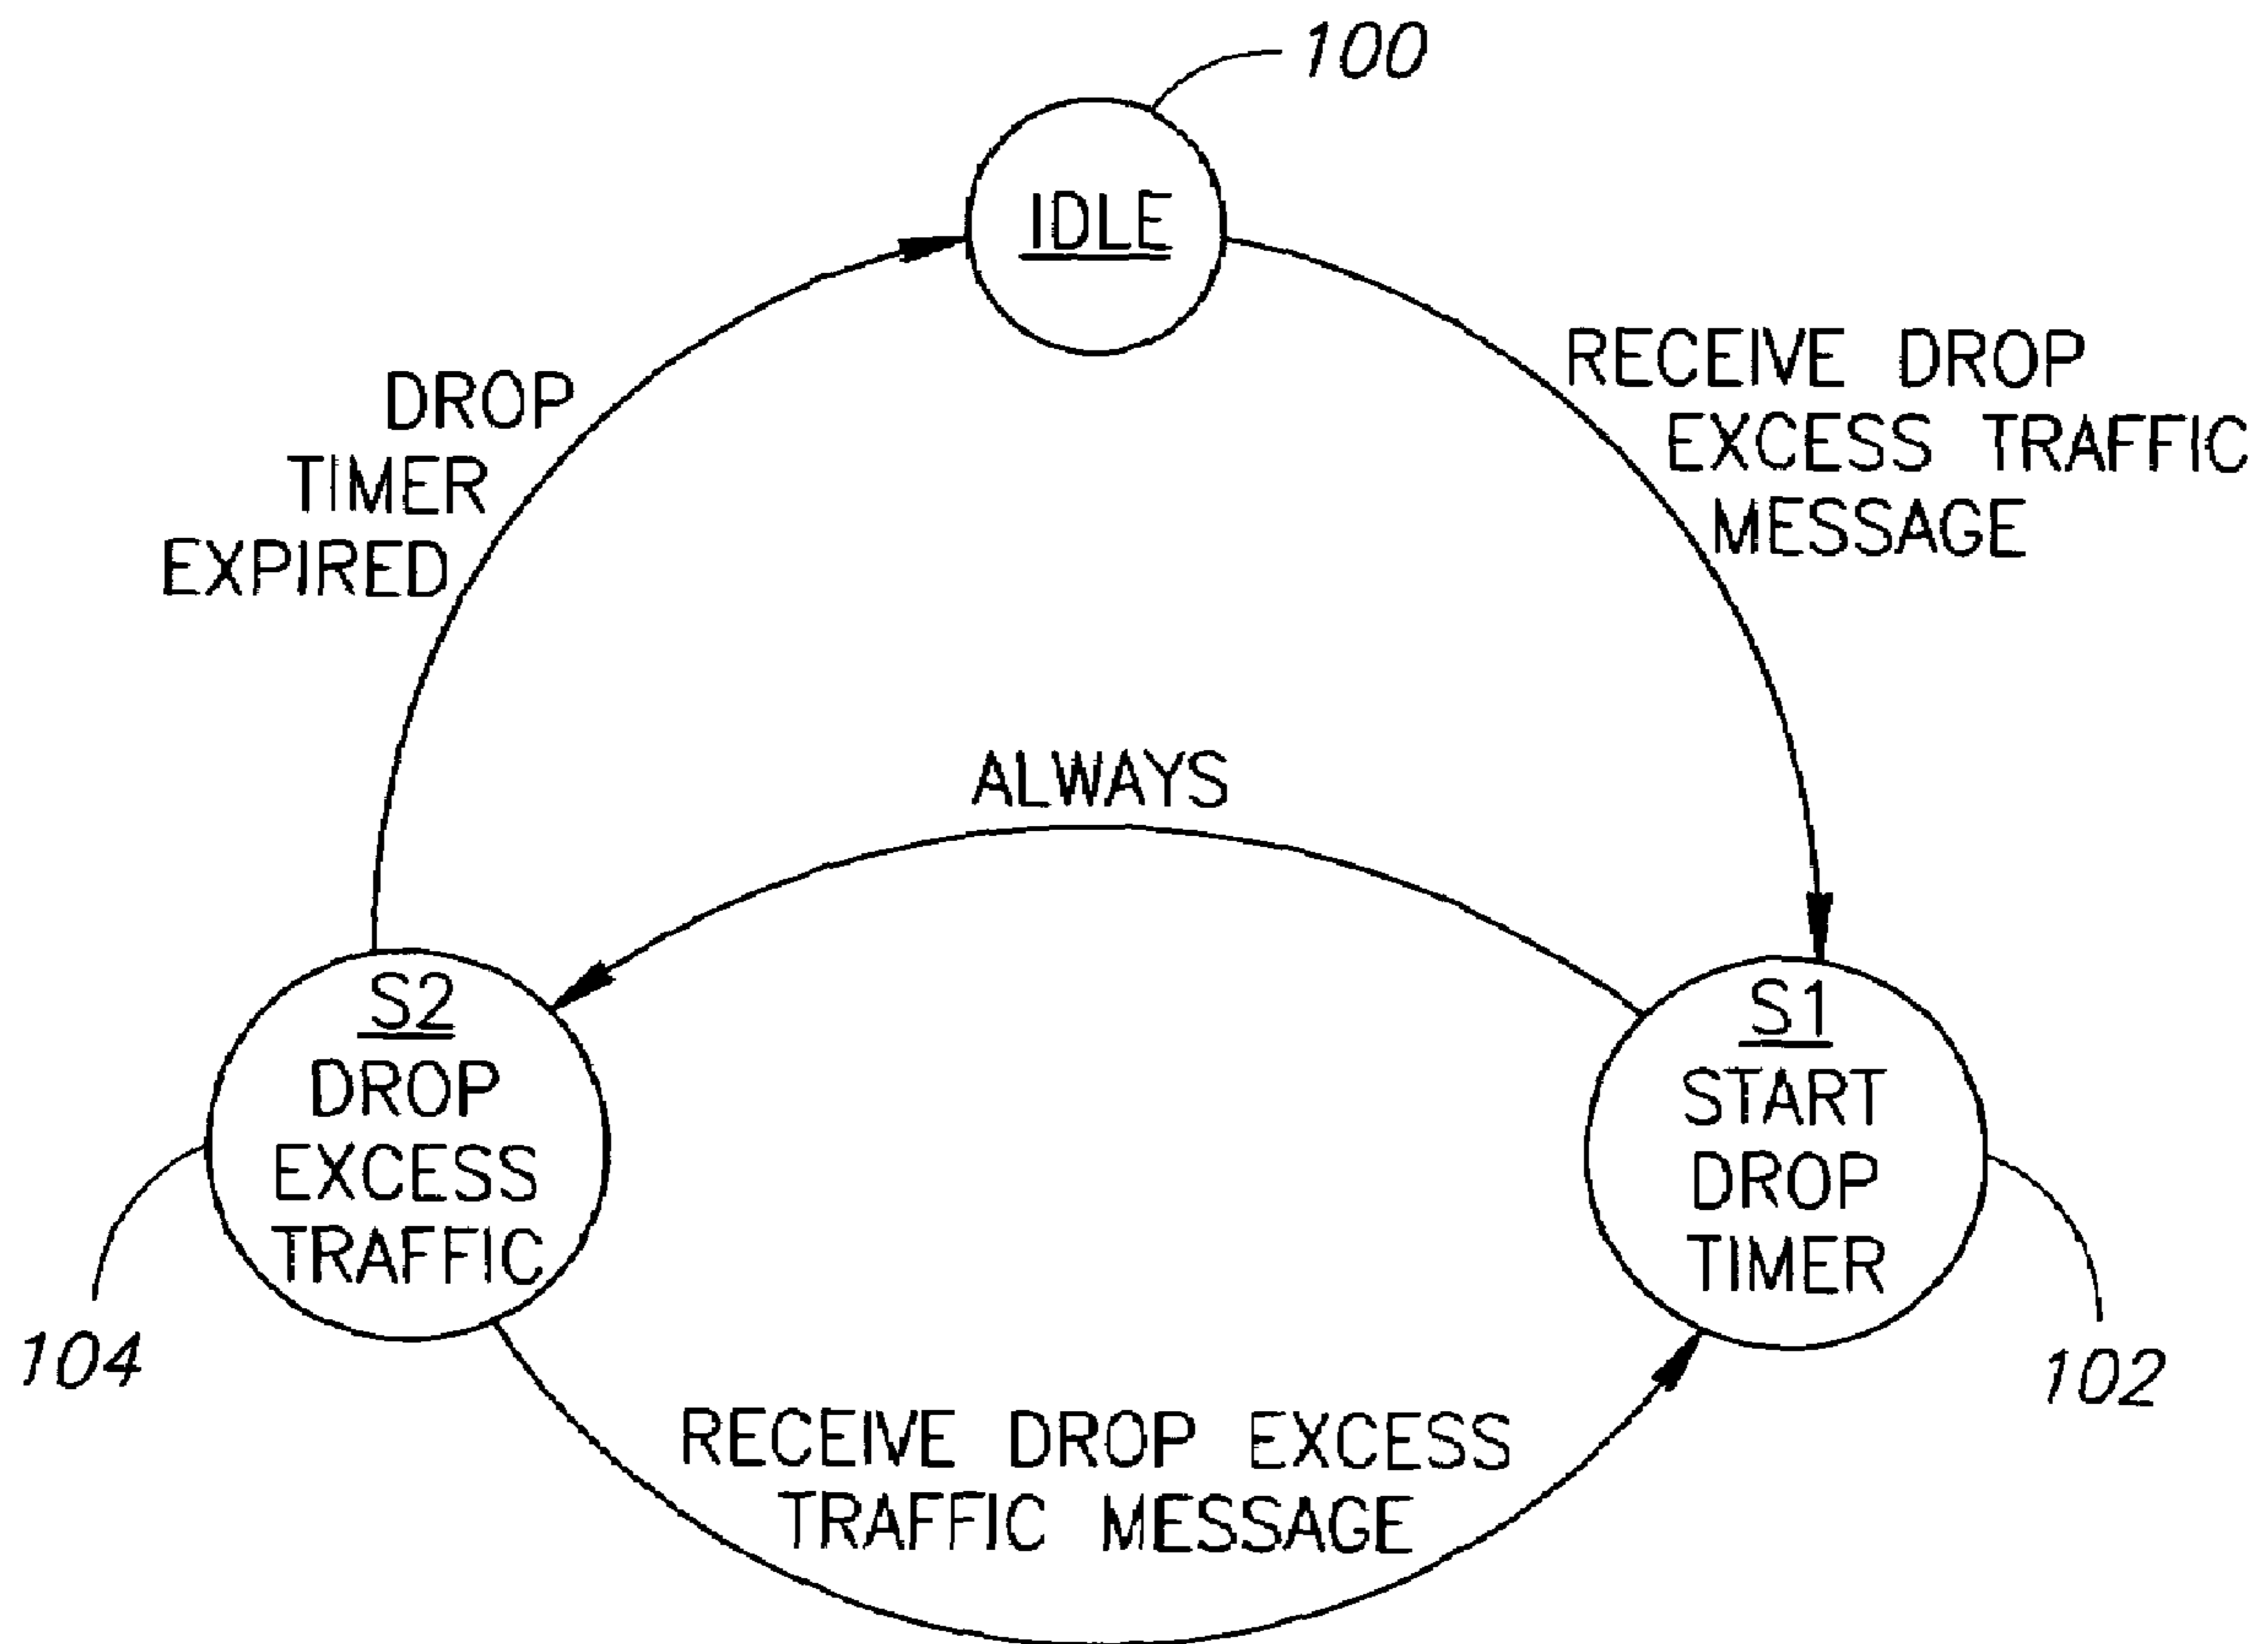 100
IDLE
RECEIVE DROP
EXCESS TRAFFIC
MESSAGE
DROP
TIMER
EXPIRED
ALWAYS
S2
DROP
EXCESS
TRAFFIC
104
S1
START
DROP
TIMER
102
RECEIVE DROP EXCESS
TRAFFIC MESSAGE